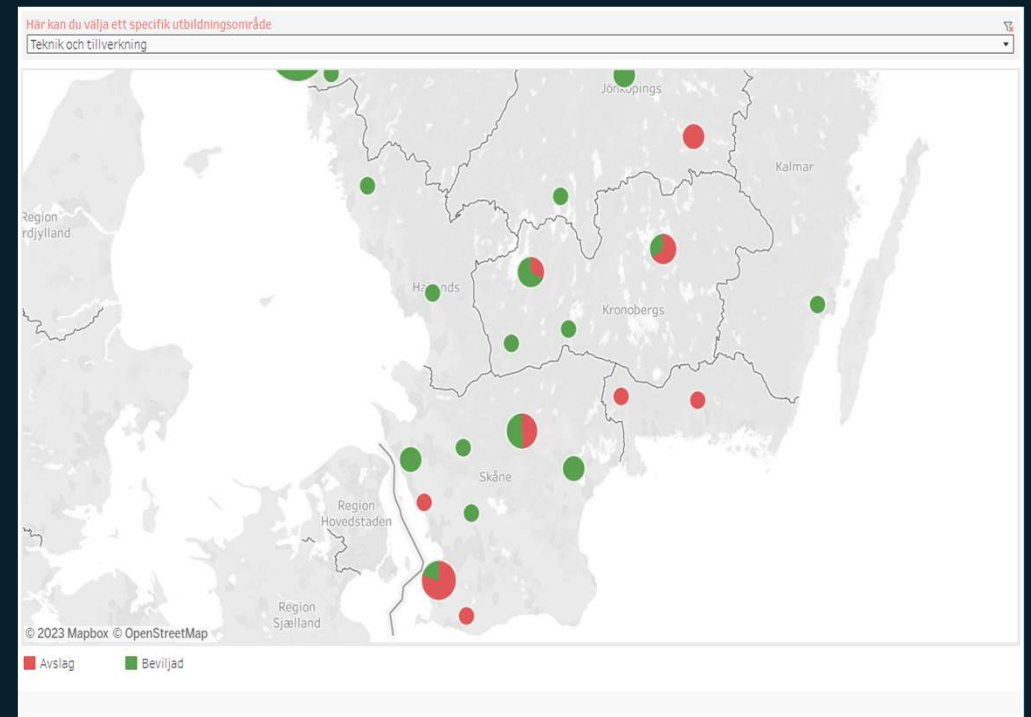 Här kan du välja ett specifik utbildningsområde
Teknik och tillverkning
Jönköpings
Kalmar
Region
rdjylland
Hallands
Kronobergs
Skåne
Region
Hovedstaden
Region
Sjælland
© 2023 Mapbox © OpenStreetMap
Avslag
Beviljad